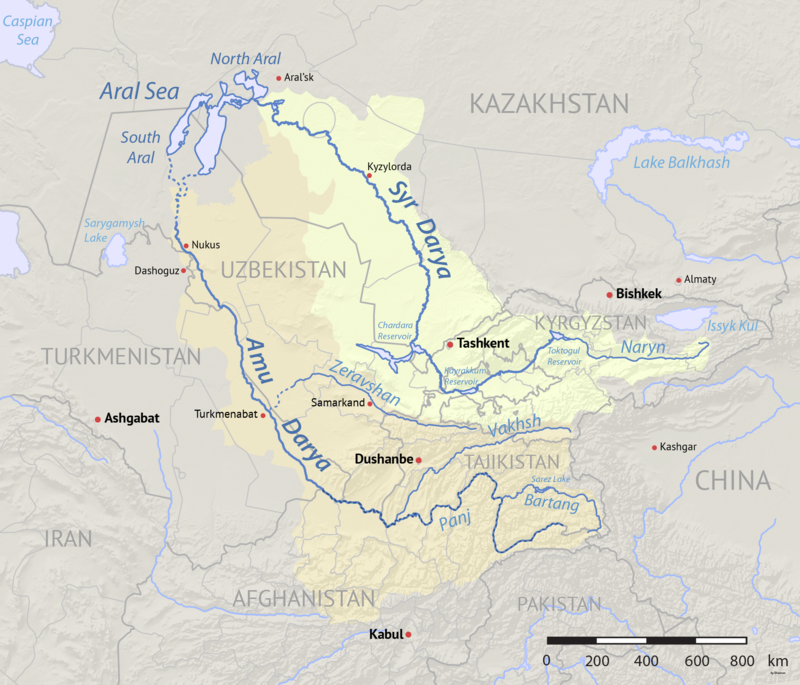 Caspian
Sea
North Aral
Aral'sk
Aral Sea
KAZAKHSTAN
South
Aral
Lake Balkhash
Kyzylorda
Syr Darya
Sarygamysh
Lake
Nukus
Dashoguz
UZBEKISTAN
Almaty
Bishkek
Chardara
Reservoir
KYRGYZSTAN
Issyk Kul
Tashkent
Toktogul
Reservoir
Naryn
TURKMENISTAN
Amu
Darya
Kayrakkum
Reservoir
Zeravshan
Samarkand
Turkmenabat
Ashgabat
Vakhsh
Kashgar
Dushanbe
TAJIKISTAN
Sarez Lake
CHINA
Bartang
Panj
IRAN
AFGHANISTAN
PAKISTAN
Kabul
0 200 400 600 800 km